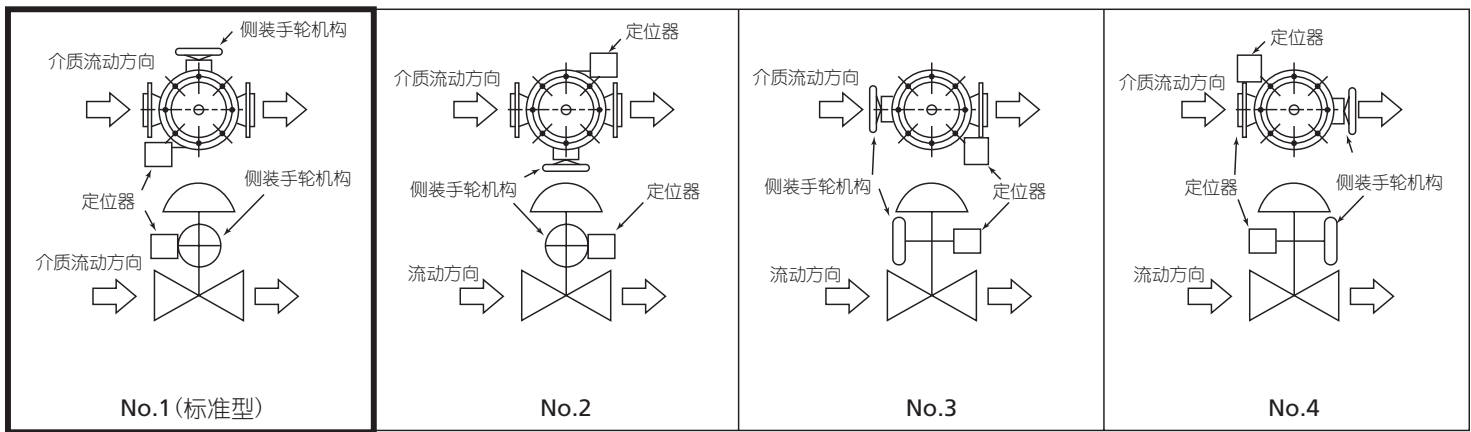 侧装手轮机构
介质流动方向
定位器
侧装手轮机构
介质流动方向
No.1(标准型)
定位器
介质流动方向
侧装手轮机构
定位器
流动方向
No.2
介质流动方向
侧装手轮机构
定位器
流动方向
No.3
定位器
介质流动方向
定位器
侧装手轮机构
流动方向
No.4